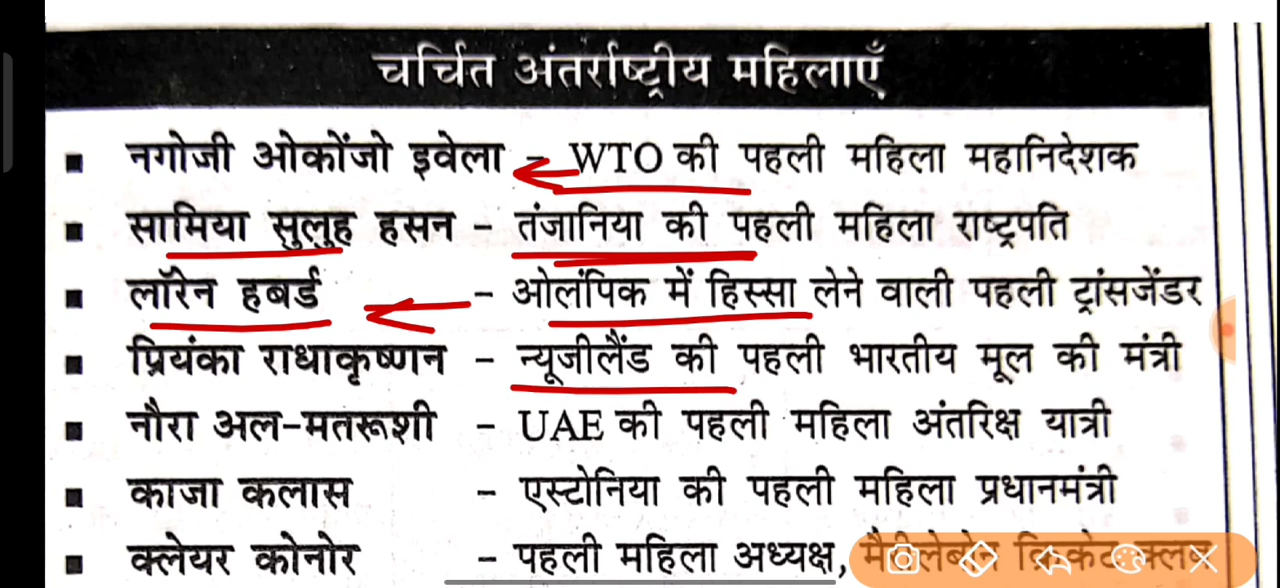 चर्चित अंतर्राष्ट्रीय महिलाएँ
▪ नगोजी ओकोंजो इवेला - WTO की पहली महिला महानिदेशक
▪ सामिया सुलुह हसन - तंजानिया की पहली महिला राष्ट्रपति
▪ लॉरेन हबर्ड - ओलंपिक में हिस्सा लेने वाली पहली ट्रांसजेंडर
▪ प्रियंका राधाकृष्णन - न्यूजीलैंड की पहली भारतीय मूल की मंत्री
▪ नौरा अल-मतरूशी - UAE की पहली महिला अंतरिक्ष यात्री
▪ काजा कलास - एस्टोनिया की पहली महिला प्रधानमंत्री
▪ क्लेयर कोनोर - पहली महिला अध्यक्ष, क्रिकेट क्लब